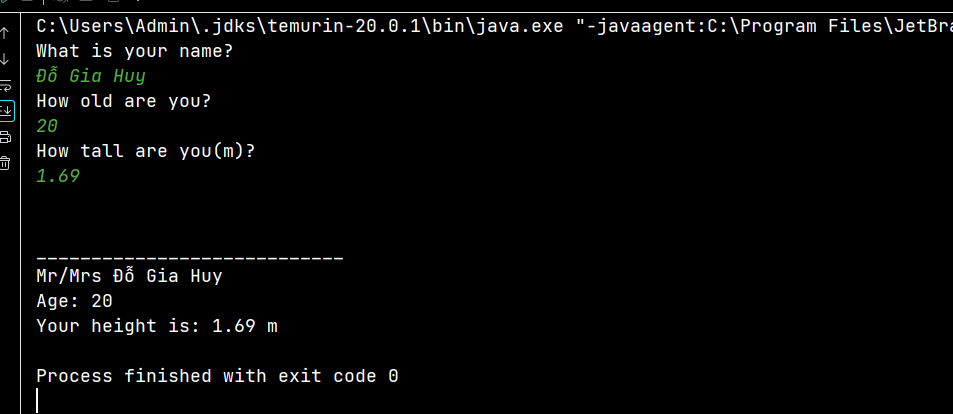 C:\Users\Admin\.jdks\temurin-20.0.1\bin\java.exe "-javaagent:C:\Program Files\JetBra
What is your name?
Đỗ Gia Huy
How old are you?
20
How tall are you(m)?
1.69
____________________________
Mr/Mrs Đỗ Gia Huy
Age: 20
Your height is: 1.69 m
Process finished with exit code 0